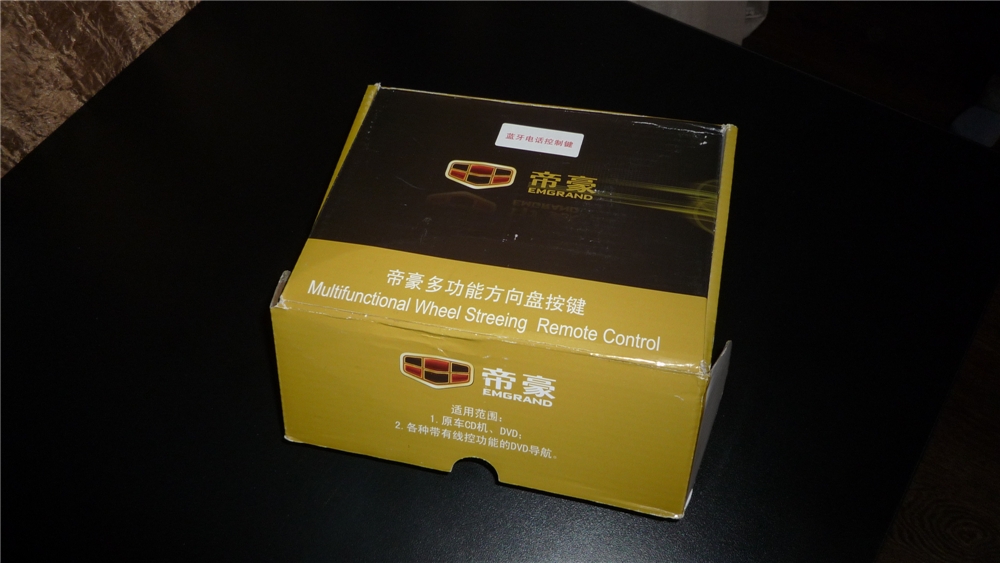 蓝牙电话控制键
帝豪
EMGRAND
帝豪多功能方向盘按键
Multifunctional Wheel Streeing Remote Control
帝豪
EMGRAND
适用范围：
1. 原车CD机、DVD；
2. 各种带有线控功能的DVD导航。